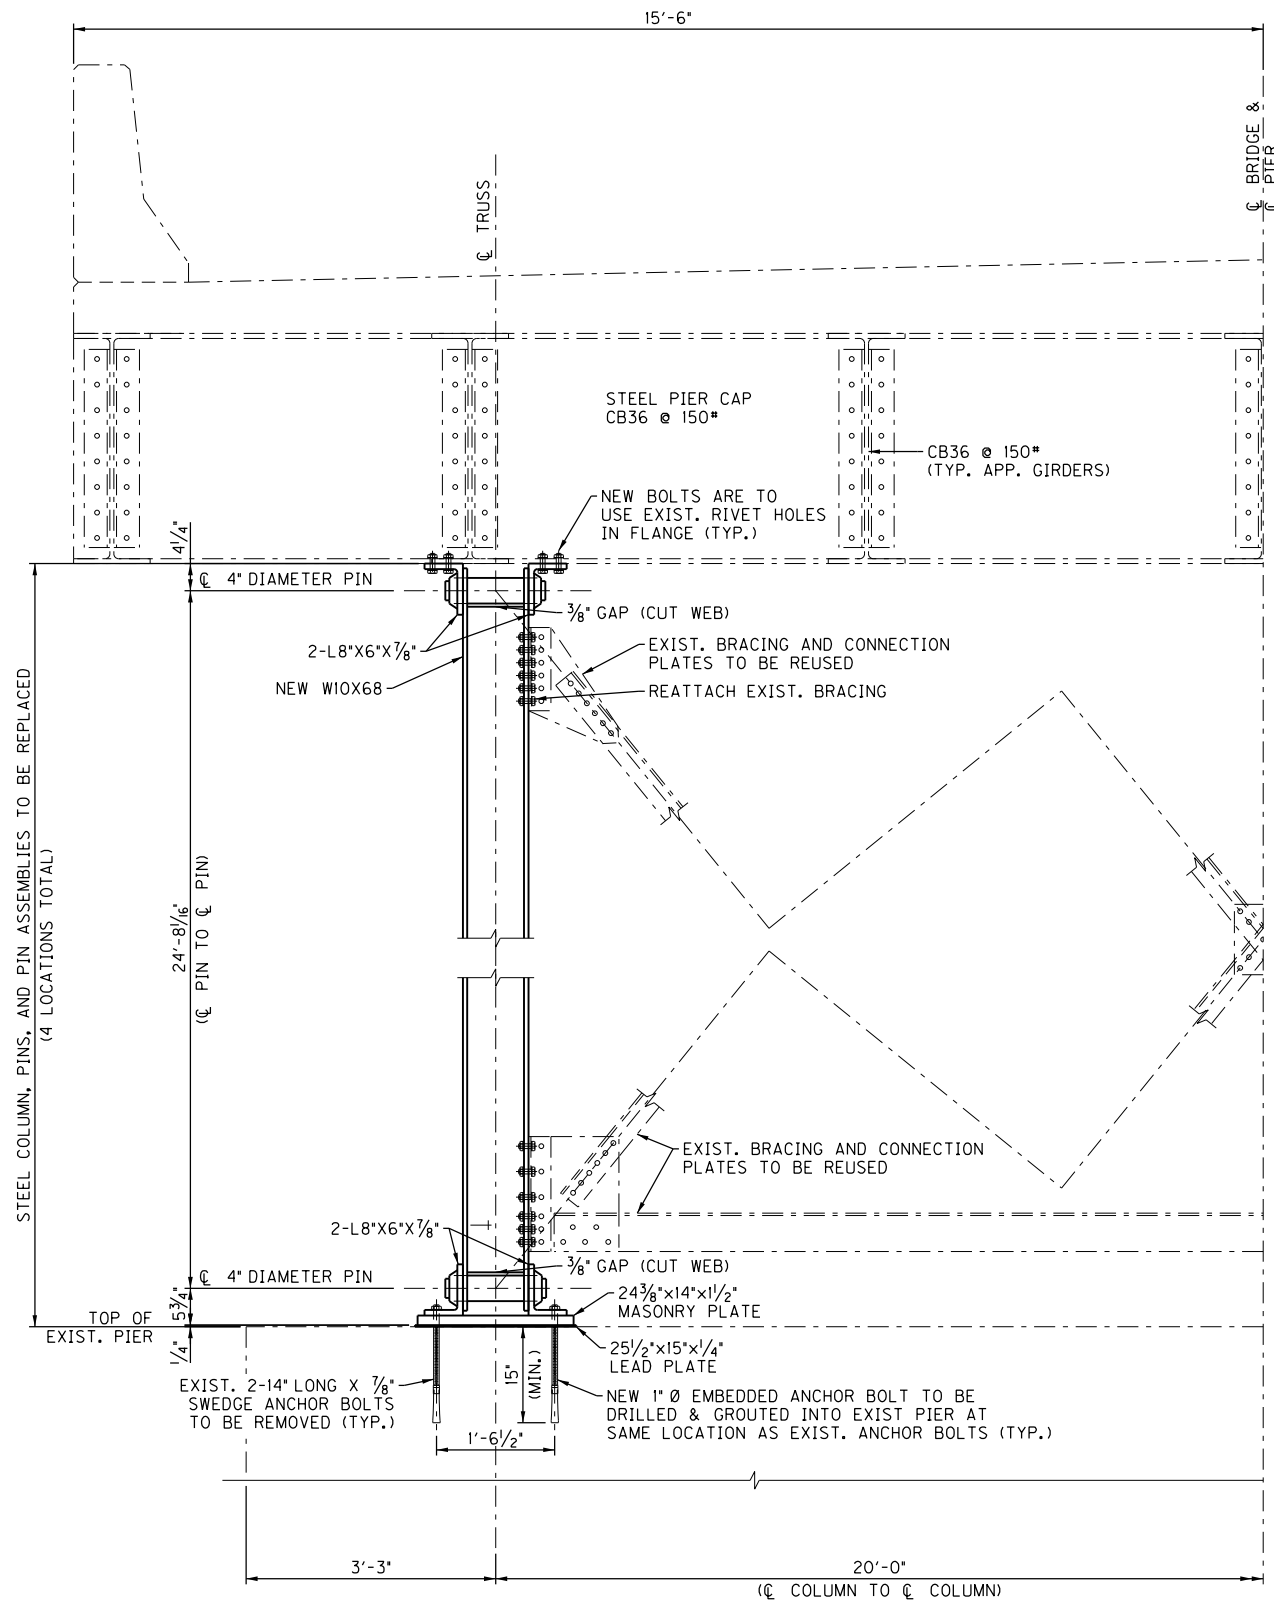 15'-6"
℄ BRIDGE &
℄ PIER
℄ TRUSS
STEEL PIER CAP
CB36 @ 150#
CB36 @ 150#
(TYP. APP. GIRDERS)
NEW BOLTS ARE TO
USE EXIST. RIVET HOLES
IN FLANGE (TYP.)
4¼"
℄ 4" DIAMETER PIN
⅜" GAP (CUT WEB)
2-L8"X6"X⅞"
NEW W10X68
EXIST. BRACING AND CONNECTION
PLATES TO BE REUSED
REATTACH EXIST. BRACING
STEEL COLUMN, PINS, AND PIN ASSEMBLIES TO BE REPLACED
(4 LOCATIONS TOTAL)
24'-8 1/16"
(℄ PIN TO ℄ PIN)
EXIST. BRACING AND CONNECTION
PLATES TO BE REUSED
2-L8"X6"X⅞"
⅜" GAP (CUT WEB)
℄ 4" DIAMETER PIN
5¾"
24⅜"x14"x1½"
MASONRY PLATE
TOP OF
EXIST. PIER
¼"
25½"x15"x¼"
LEAD PLATE
15"
(MIN.)
EXIST. 2-14" LONG X ⅞"
SWEDGE ANCHOR BOLTS
TO BE REMOVED (TYP.)
NEW 1" Ø EMBEDDED ANCHOR BOLT TO BE
DRILLED & GROUTED INTO EXIST PIER AT
SAME LOCATION AS EXIST. ANCHOR BOLTS (TYP.)
1'-6½"
3'-3"
20'-0"
(℄ COLUMN TO ℄ COLUMN)